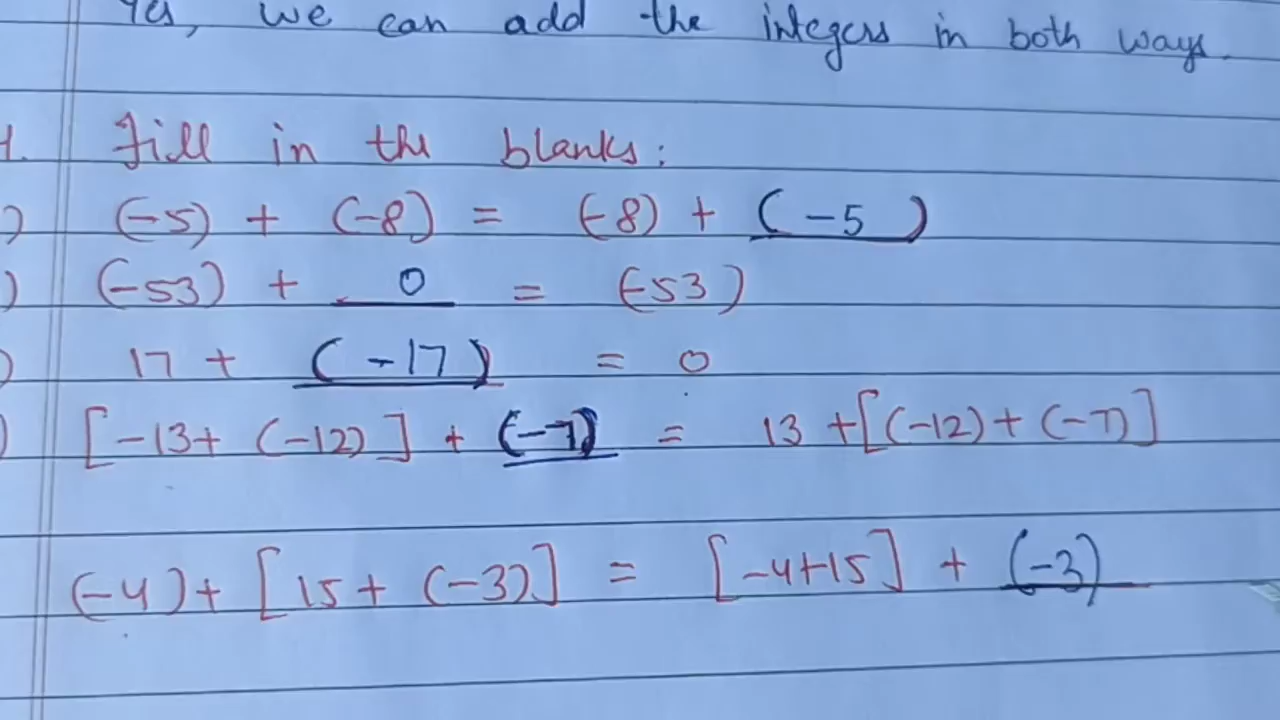 Yes, we can add the integers in both ways.
1. Fill in the blanks:
) (-5) + (-8) = (-8) + (-5)
) (-53) + 0 = (-53)
) 17 + (-17) = 0
) [-13+ (-12)] + (-7) = 13 +[(-12) + (-7)]
(-4)+ [15 + (-3)] = [-4+15] + (-3)